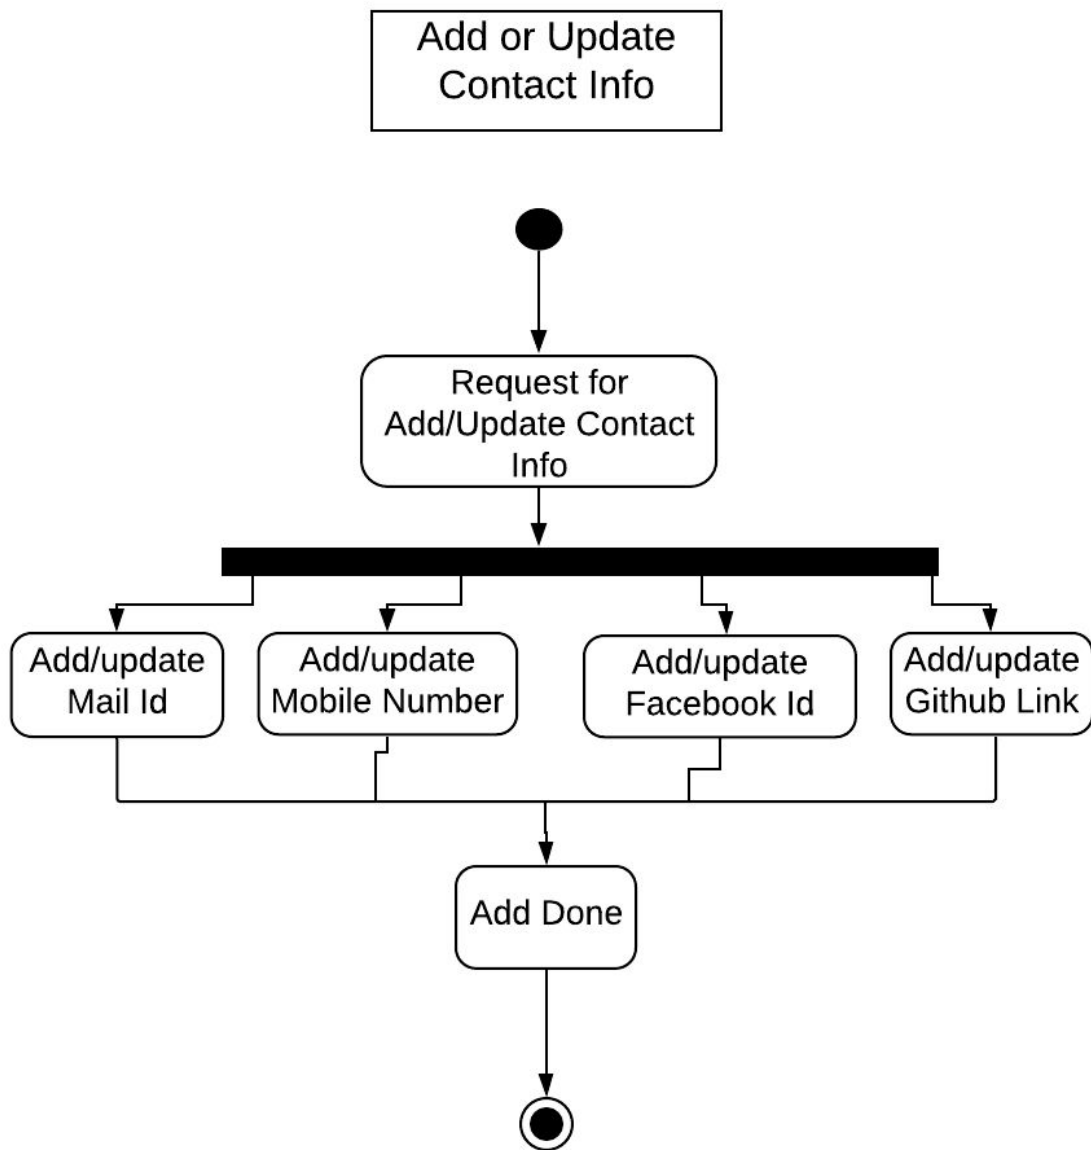 Add or Update
Contact Info
Request for
Add/Update Contact
Info
Add/update
Mail Id
Add/update
Mobile Number
Add/update
Facebook Id
Add/update
Github Link
Add Done